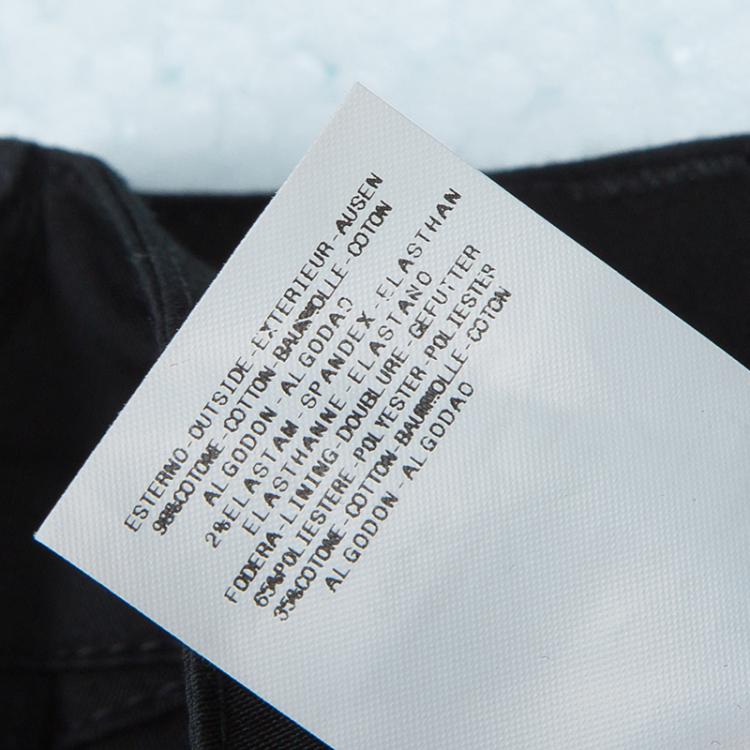 ESTERNO-OUTSIDE-EXTERIEUR-AUSEN
98%COTONE-COTTON-BAUMWOLLE-COTON
ALGODON-ALGODAO
2%ELASTAM-SPANDEX-ELASTHAN
ELASTHANNE-ELASTANO
FODERA-LINING-DOUBLURE-GEFUTTER
65%POLIESTERE-POLYESTER POLIESTER
35%COTONE-COTTON-BAUMWOLLE-COTON
ALGODON-ALGODAO